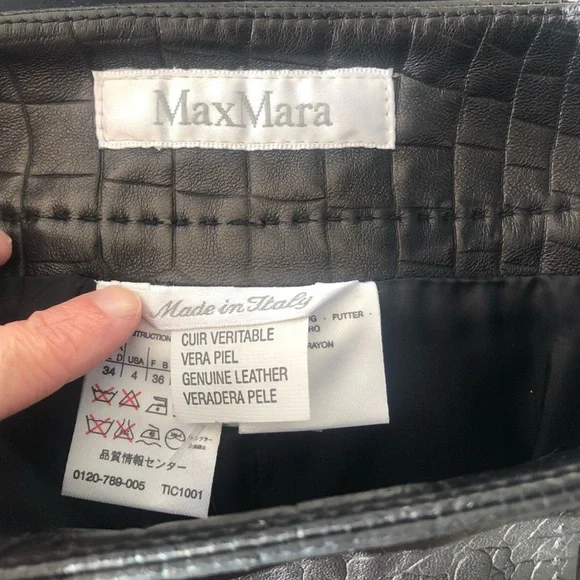 MaxMara
Made in Italy
CUIR VERITABLE
VERA PIEL
GENUINE LEATHER
VERADERA PELE
· FUTTER ·
RAYON
D USA F B
34 4 36
品質情報センター
0120-789-005 TIC1001